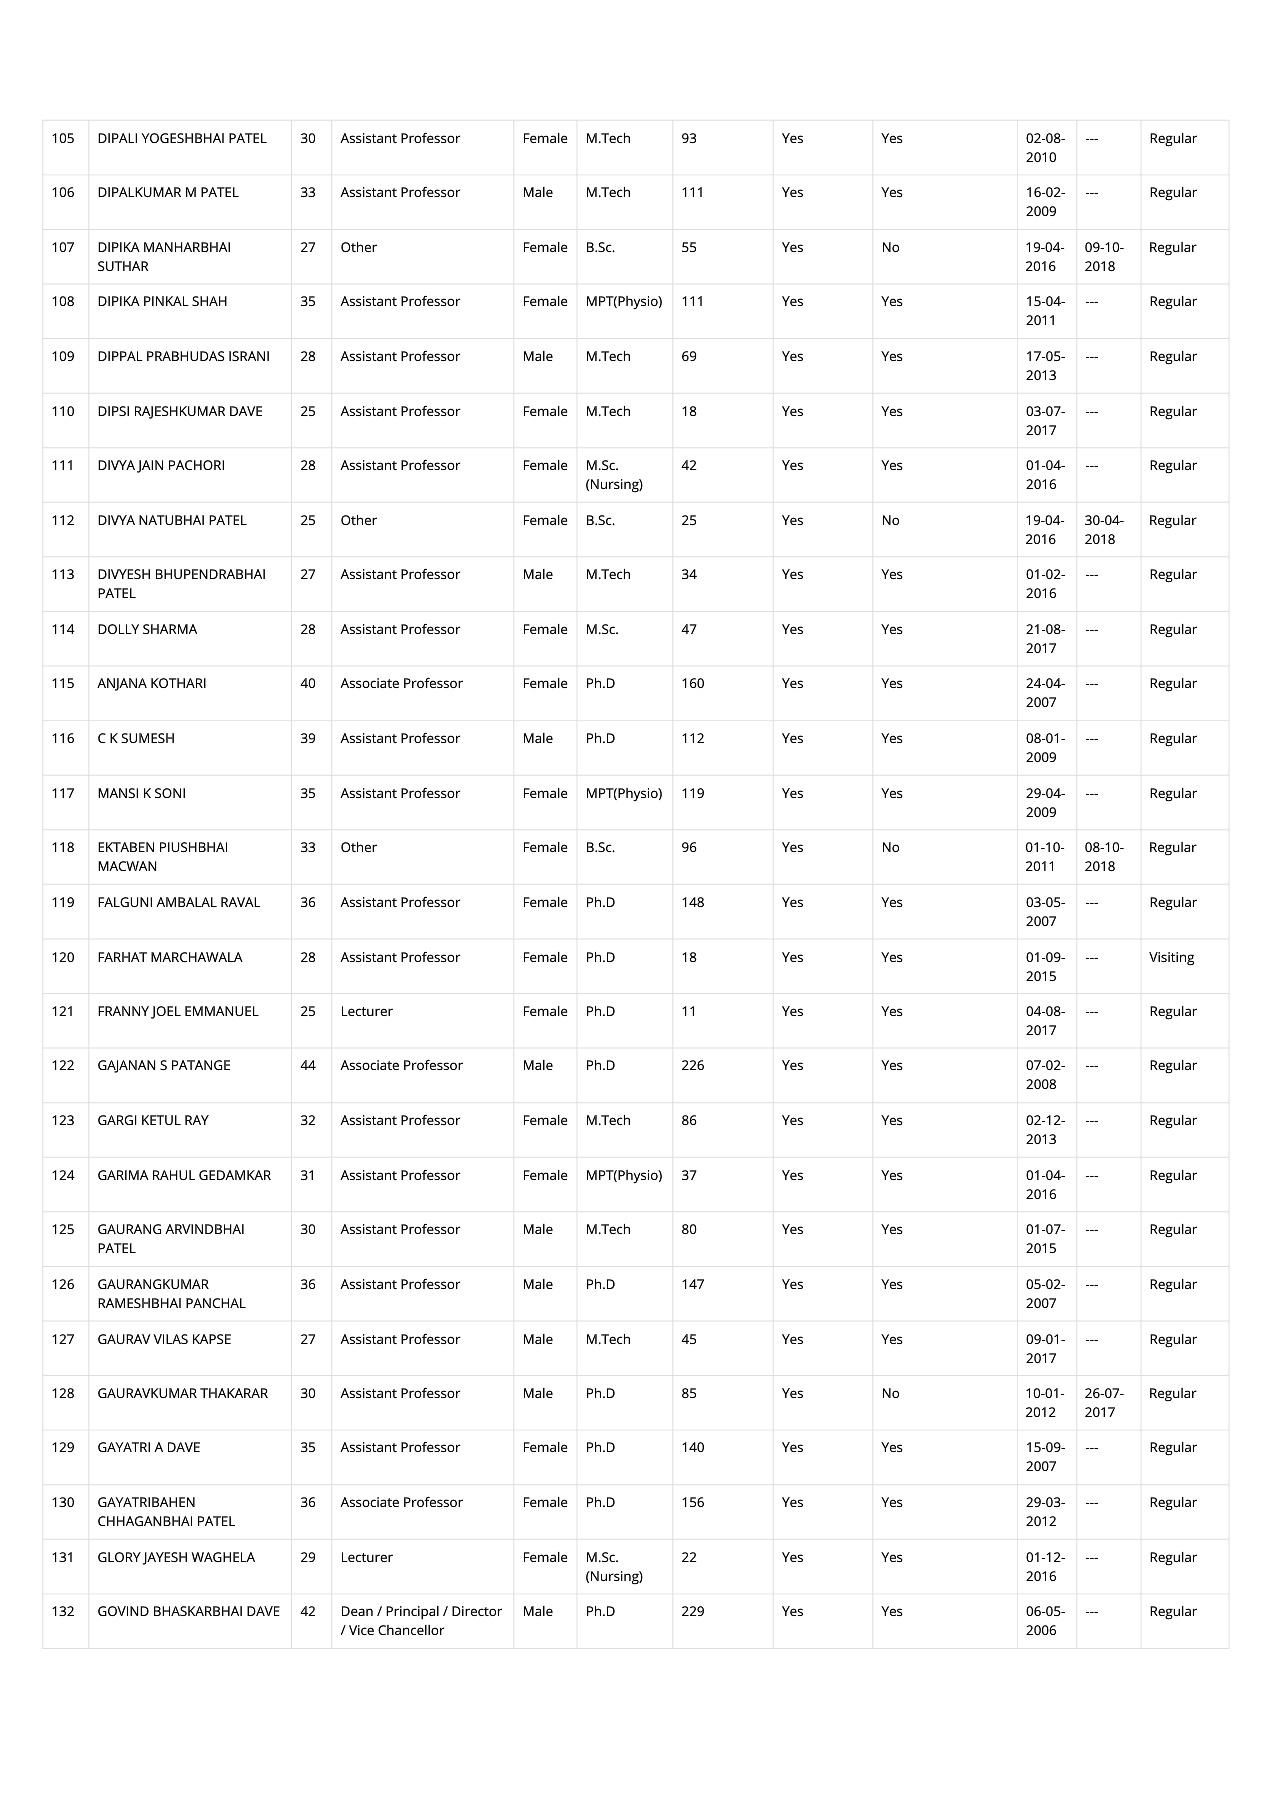 105 DIPALI YOGESHBHAI PATEL 30 Assistant Professor Female M.Tech 93 Yes Yes 02-08- --- Regular
2010
106 DIPALKUMAR M PATEL 33 Assistant Professor Male M.Tech 111 Yes Yes 16-02- --- Regular
2009
107 DIPIKA MANHARBHAI 27 Other Female B.Sc. 55 Yes No 19-04- 09-10- Regular
SUTHAR 2016 2018
108 DIPIKA PINKAL SHAH 35 Assistant Professor Female MPT(Physio) 111 Yes Yes 15-04- --- Regular
2011
109 DIPPAL PRABHUDAS ISRANI 28 Assistant Professor Male M.Tech 69 Yes Yes 17-05- --- Regular
2013
110 DIPSI RAJESHKUMAR DAVE 25 Assistant Professor Female M.Tech 18 Yes Yes 03-07- --- Regular
2017
111 DIVYA JAIN PACHORI 28 Assistant Professor Female M.Sc. 42 Yes Yes 01-04- --- Regular
(Nursing) 2016
112 DIVYA NATUBHAI PATEL 25 Other Female B.Sc. 25 Yes No 19-04- 30-04- Regular
2016 2018
113 DIVYESH BHUPENDRABHAI 27 Assistant Professor Male M.Tech 34 Yes Yes 01-02- --- Regular
PATEL 2016
114 DOLLY SHARMA 28 Assistant Professor Female M.Sc. 47 Yes Yes 21-08- --- Regular
2017
115 ANJANA KOTHARI 40 Associate Professor Female Ph.D 160 Yes Yes 24-04- --- Regular
2007
116 C K SUMESH 39 Assistant Professor Male Ph.D 112 Yes Yes 08-01- --- Regular
2009
117 MANSI K SONI 35 Assistant Professor Female MPT(Physio) 119 Yes Yes 29-04- --- Regular
2009
118 EKTABEN PIUSHBHAI 33 Other Female B.Sc. 96 Yes No 01-10- 08-10- Regular
MACWAN 2011 2018
119 FALGUNI AMBALAL RAVAL 36 Assistant Professor Female Ph.D 148 Yes Yes 03-05- --- Regular
2007
120 FARHAT MARCHAWALA 28 Assistant Professor Female Ph.D 18 Yes Yes 01-09- --- Visiting
2015
121 FRANNY JOEL EMMANUEL 25 Lecturer Female Ph.D 11 Yes Yes 04-08- --- Regular
2017
122 GAJANAN S PATANGE 44 Associate Professor Male Ph.D 226 Yes Yes 07-02- --- Regular
2008
123 GARGI KETUL RAY 32 Assistant Professor Female M.Tech 86 Yes Yes 02-12- --- Regular
2013
124 GARIMA RAHUL GEDAMKAR 31 Assistant Professor Female MPT(Physio) 37 Yes Yes 01-04- --- Regular
2016
125 GAURANG ARVINDBHAI 30 Assistant Professor Male M.Tech 80 Yes Yes 01-07- --- Regular
PATEL 2015
126 GAURANGKUMAR 36 Assistant Professor Male Ph.D 147 Yes Yes 05-02- --- Regular
RAMESHBHAI PANCHAL 2007
127 GAURAV VILAS KAPSE 27 Assistant Professor Male M.Tech 45 Yes Yes 09-01- --- Regular
2017
128 GAURAVKUMAR THAKARAR 30 Assistant Professor Male Ph.D 85 Yes No 10-01- 26-07- Regular
2012 2017
129 GAYATRI A DAVE 35 Assistant Professor Female Ph.D 140 Yes Yes 15-09- --- Regular
2007
130 GAYATRIBAHEN 36 Associate Professor Female Ph.D 156 Yes Yes 29-03- --- Regular
CHHAGANBHAI PATEL 2012
131 GLORY JAYESH WAGHELA 29 Lecturer Female M.Sc. 22 Yes Yes 01-12- --- Regular
(Nursing) 2016
132 GOVIND BHASKARBHAI DAVE 42 Dean / Principal / Director Male Ph.D 229 Yes Yes 06-05- --- Regular
/ Vice Chancellor 2006